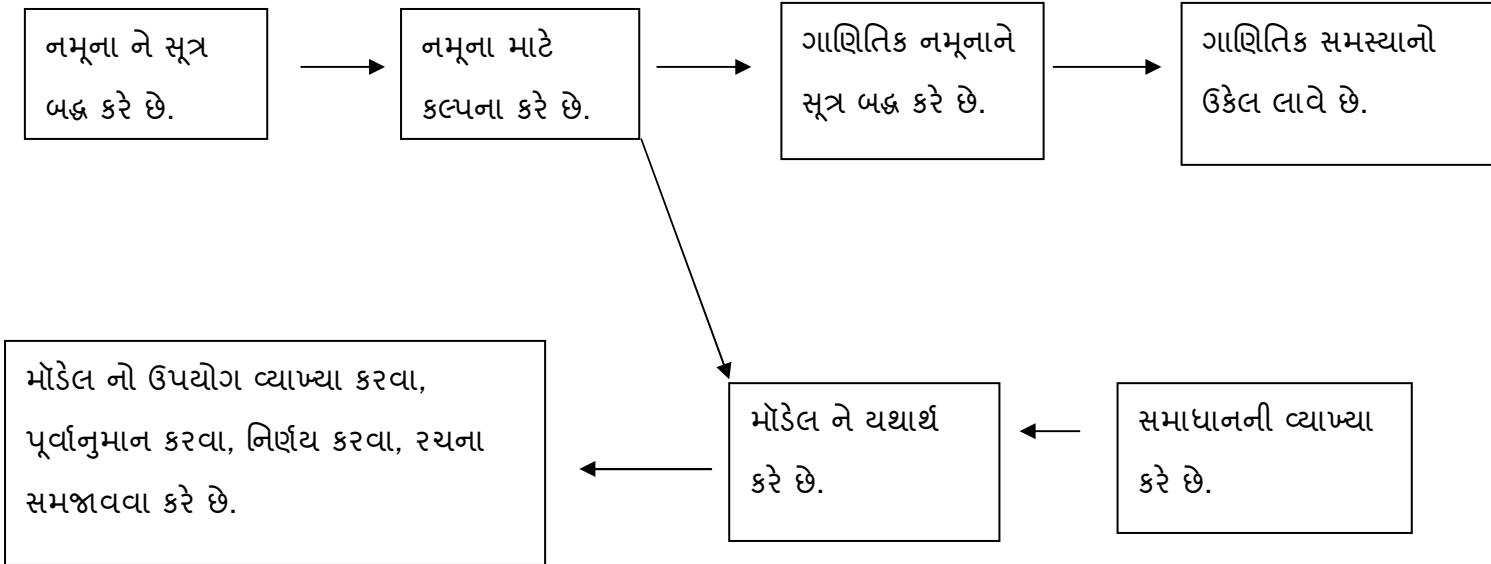 નમૂના ને સૂત્ર
બદ્ધ કરે છે.
નમૂના માટે
કલ્પના કરે છે.
ગાણિતિક નમૂનાને
સૂત્ર બદ્ધ કરે છે.
ગાણિતિક સમસ્યાનો
ઉકેલ લાવે છે.
મૉડેલ નો ઉપયોગ વ્યાખ્યા કરવા,
પૂર્વાનુમાન કરવા, નિર્ણય કરવા, રચના
સમજાવવા કરે છે.
મૉડેલ ને યથાર્થ
કરે છે.
સમાધાનની વ્યાખ્યા
કરે છે.